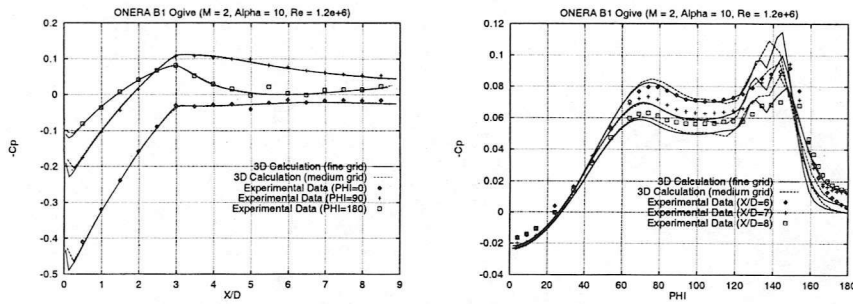 ONERA B1 Ogive (M = 2, Alpha = 10, Re = 1.2e+6)
0.2
0.1
0
-0.1
-0.2
-0.3
-0.4
-0.5
-Cp
3D Calculation (fine grid)
3D Calculation (medium grid)
Experimental Data (PHI=0)
Experimental Data (PHI=90)
Experimental Data (PHI=180)
0 1 2 3 4 5 6 7 8 9
X/D
ONERA B1 Ogive (M = 2, Alpha = 10, Re = 1.2e+6)
0.12
0.1
0.08
0.06
0.04
0.02
0
-0.02
-0.04
-Cp
3D Calculation (fine grid)
3D Calculation (medium grid)
Experimental Data (X/D=6)
Experimental Data (X/D=7)
Experimental Data (X/D=8)
0 20 40 60 80 100 120 140 160 180
PHI